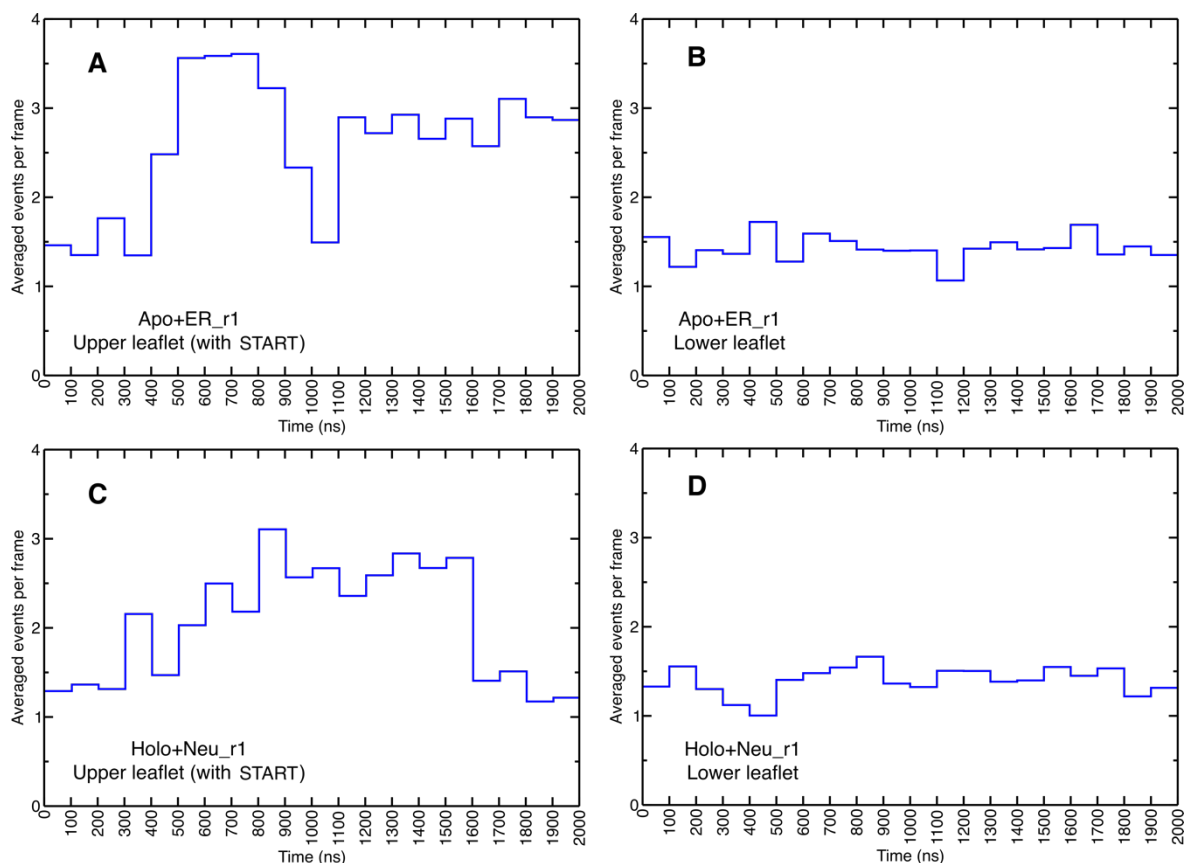 A
Averaged events per frame
4
3
2
1
0
Apo+ER_r1
Upper leaflet (with START)
0 100 200 300 400 500 600 700 800 900 1000 1100 1200 1300 1400 1500 1600 1700 1800 1900 2000
Time (ns)
B
Averaged events per frame
4
3
2
1
0
Apo+ER_r1
Lower leaflet
0 100 200 300 400 500 600 700 800 900 1000 1100 1200 1300 1400 1500 1600 1700 1800 1900 2000
Time (ns)
C
Averaged events per frame
4
3
2
1
0
Holo+Neu_r1
Upper leaflet (with START)
0 100 200 300 400 500 600 700 800 900 1000 1100 1200 1300 1400 1500 1600 1700 1800 1900 2000
Time (ns)
D
Averaged events per frame
4
3
2
1
0
Holo+Neu_r1
Lower leaflet
0 100 200 300 400 500 600 700 800 900 1000 1100 1200 1300 1400 1500 1600 1700 1800 1900 2000
Time (ns)